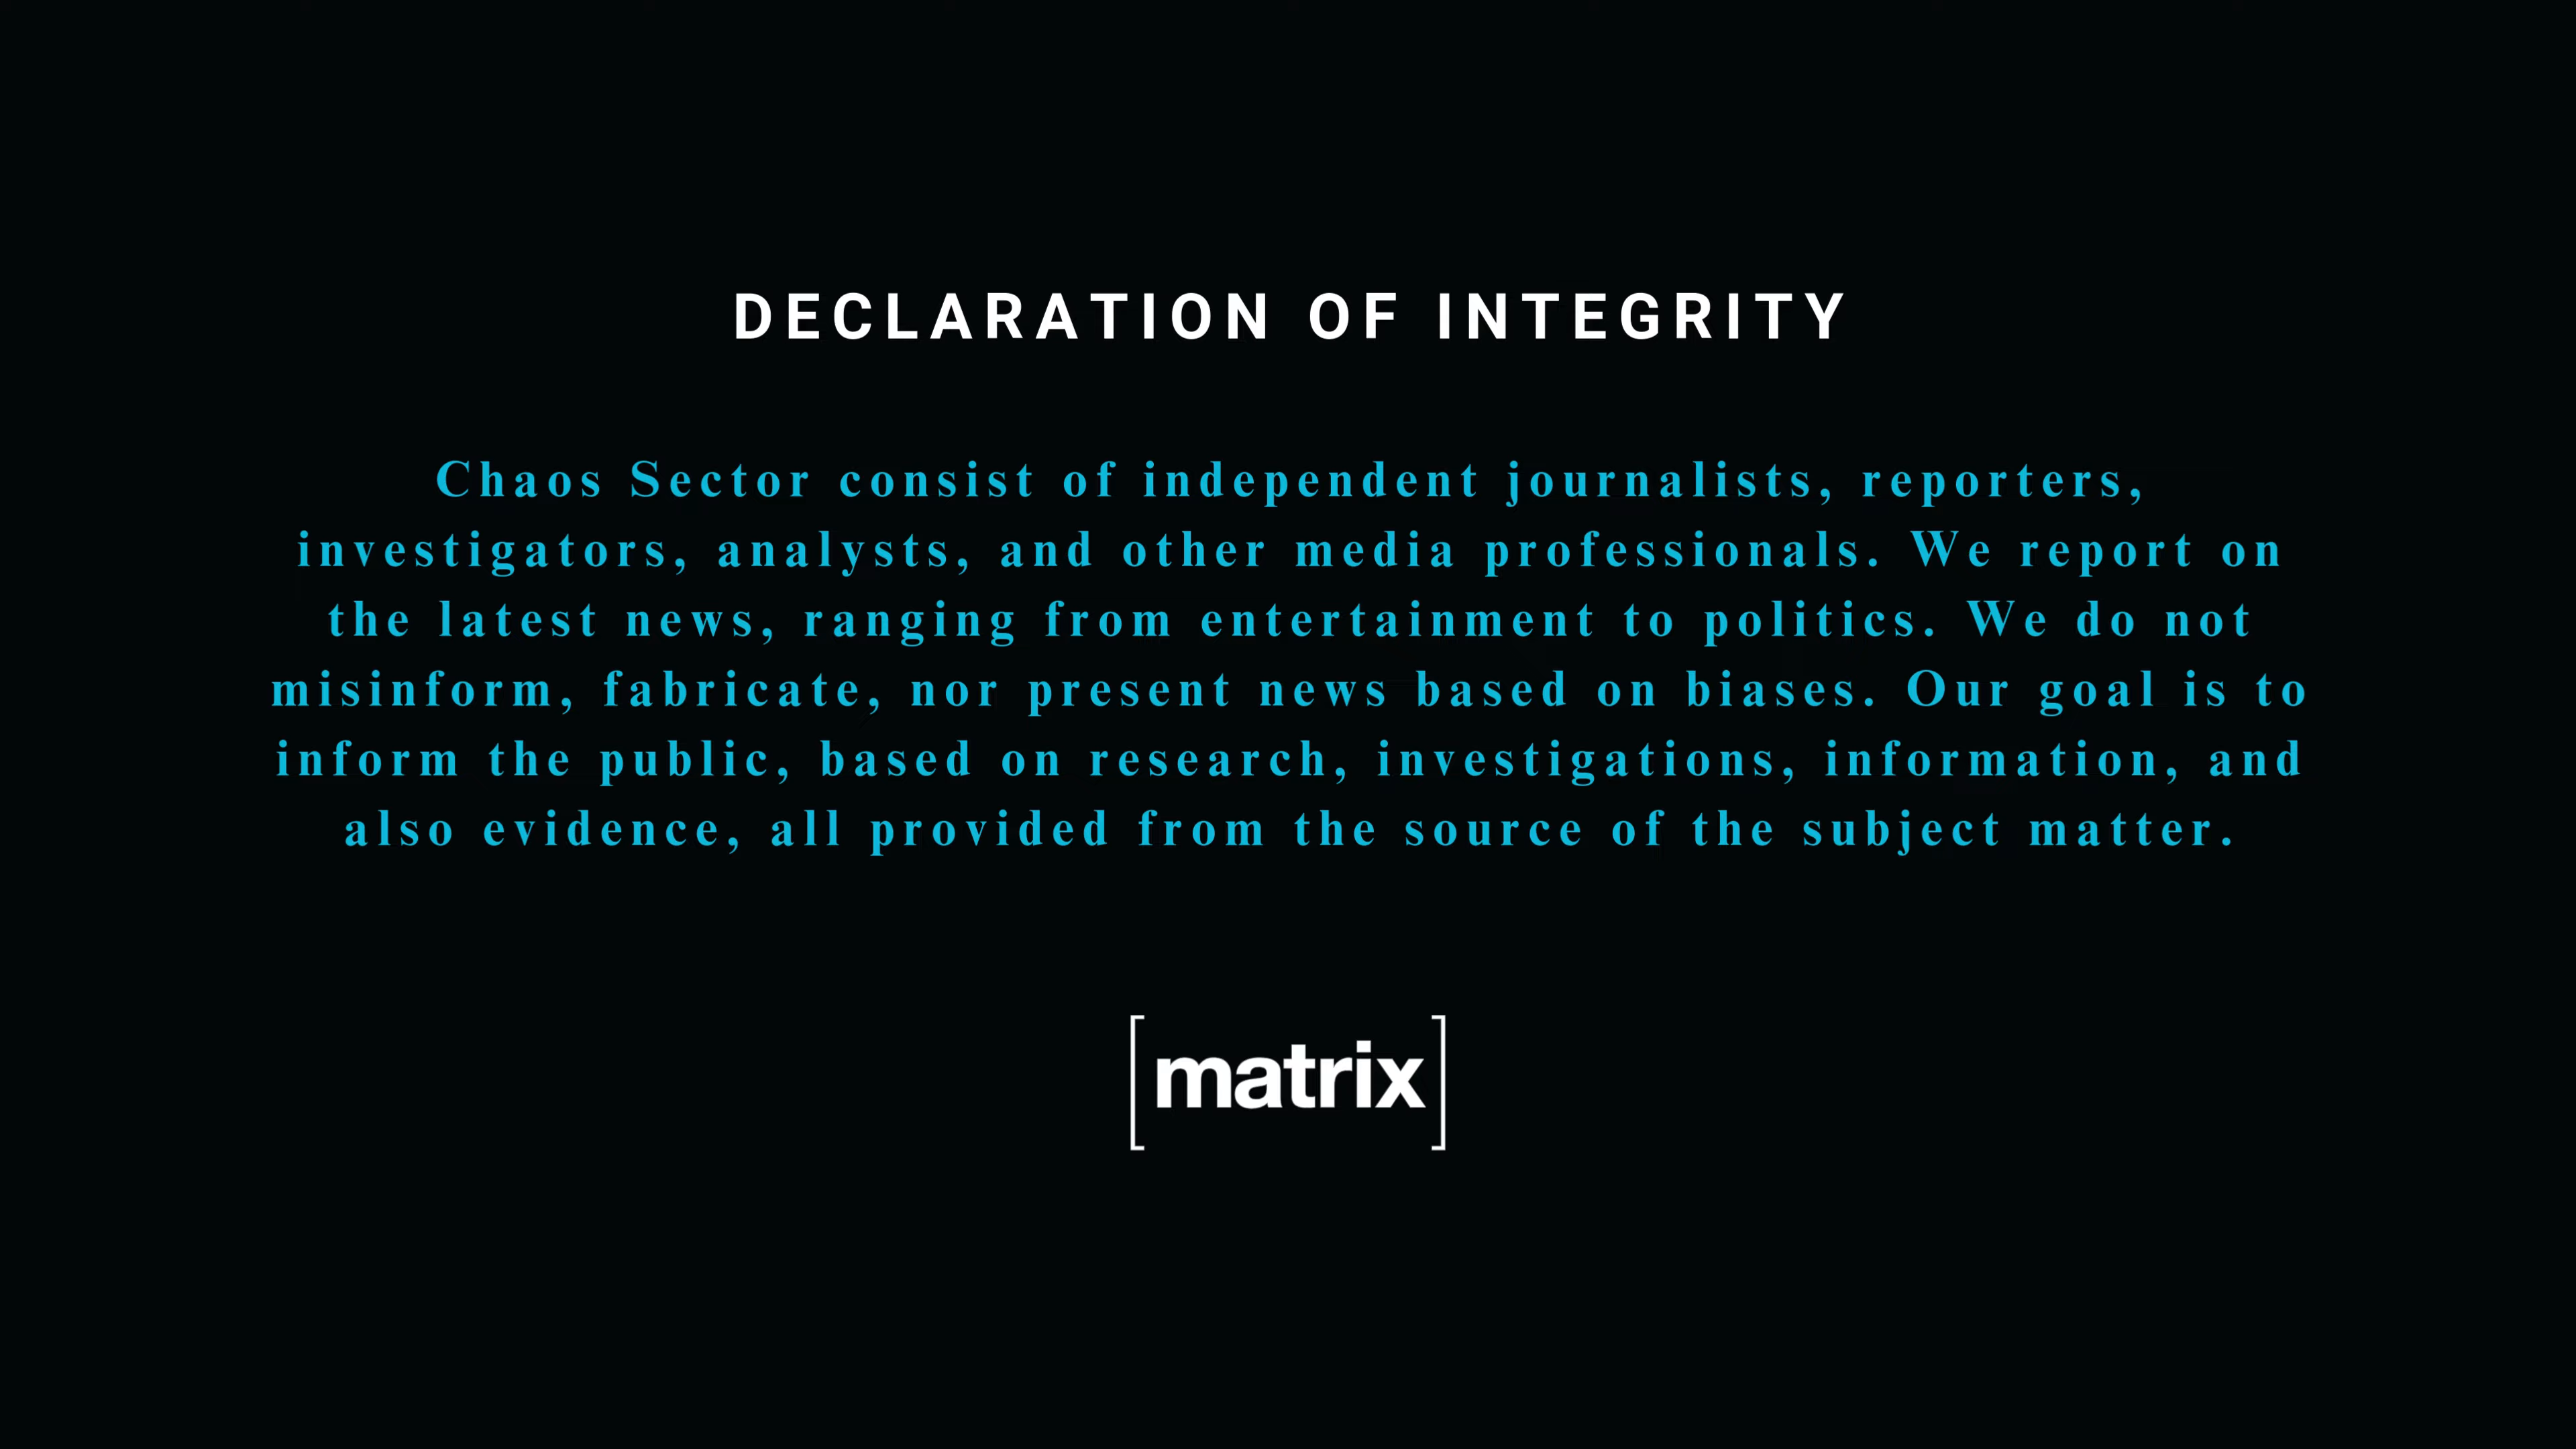 DECLARATION OF INTEGRITY
Chaos Sector consist of independent journalists, reporters,
investigators, analysts, and other media professionals. We report on
the latest news, ranging from entertainment to politics. We do not
misinform, fabricate, nor present news based on biases. Our goal is to
inform the public, based on research, investigations, information, and
also evidence, all provided from the source of the subject matter.
[matrix]